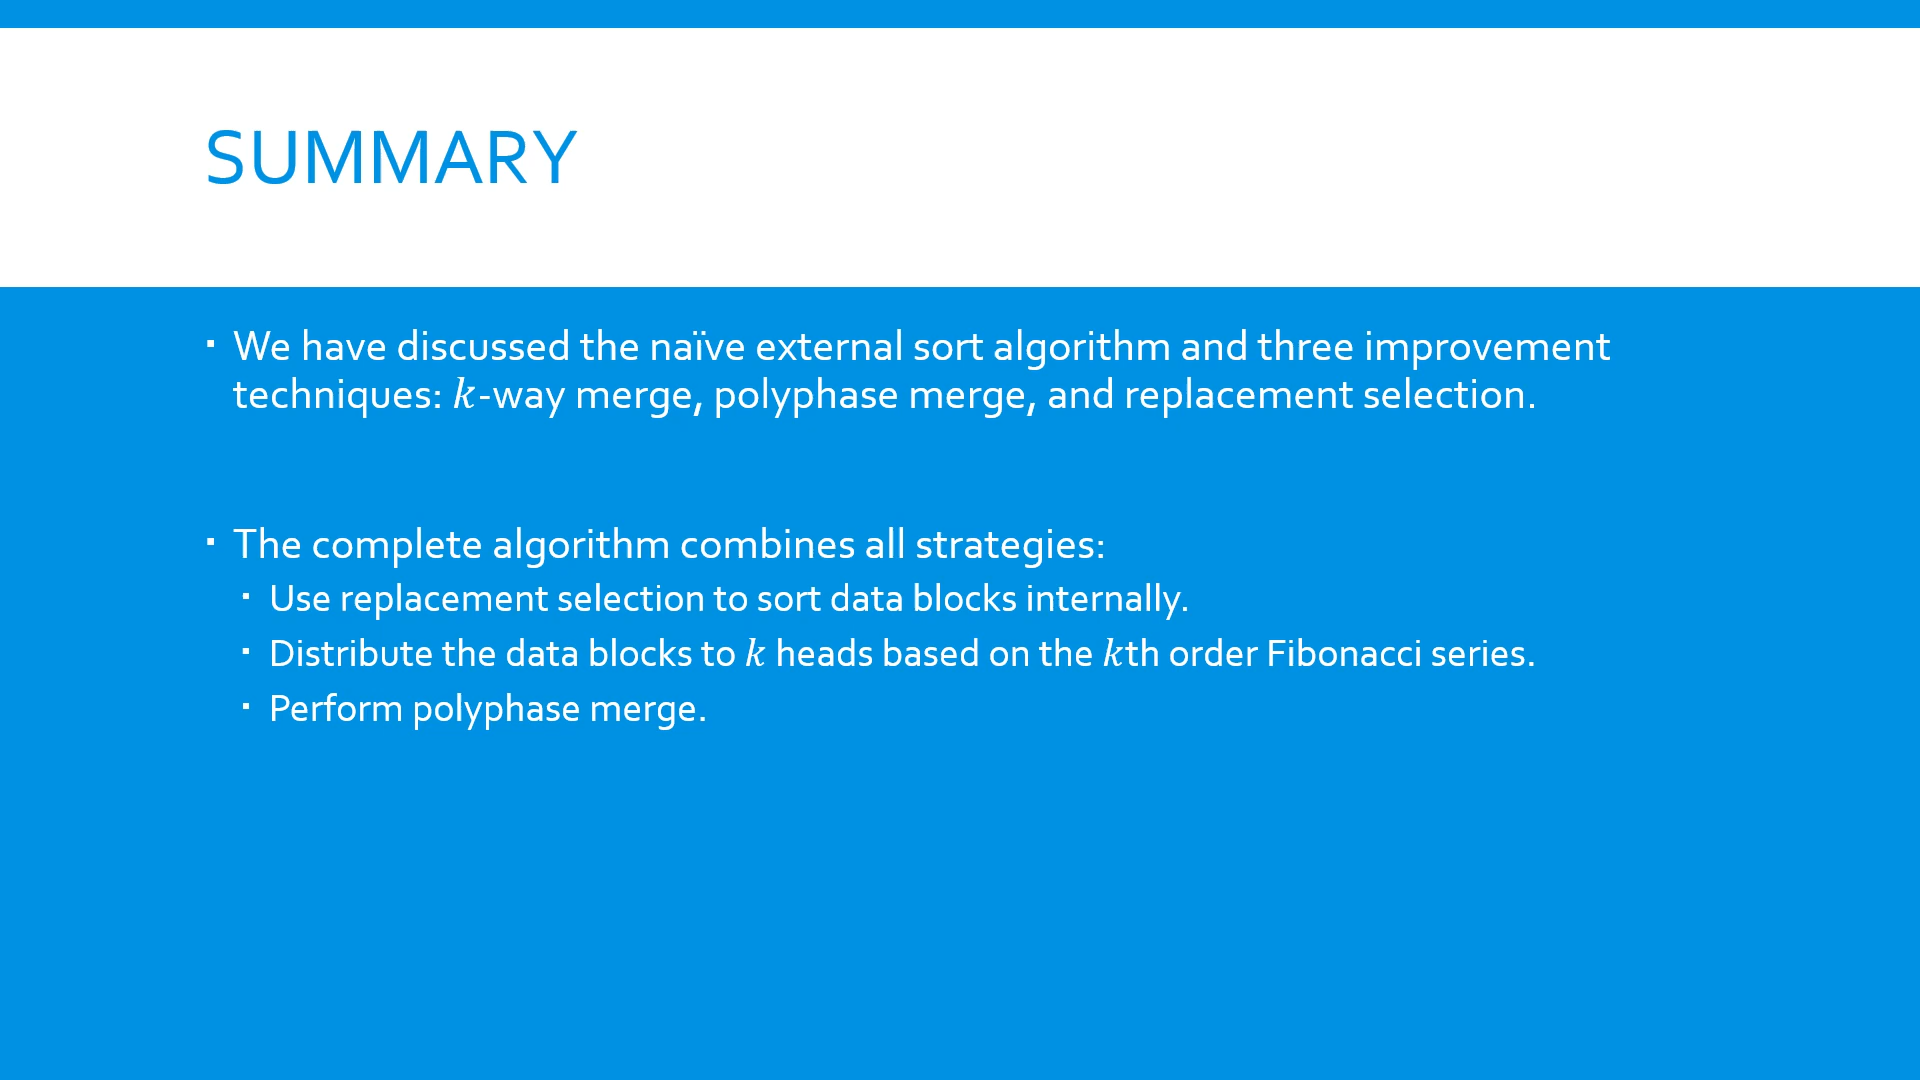 SUMMARY
▪ We have discussed the naïve external sort algorithm and three improvement
techniques: k-way merge, polyphase merge, and replacement selection.
▪ The complete algorithm combines all strategies:
▪ Use replacement selection to sort data blocks internally.
▪ Distribute the data blocks to k heads based on the kth order Fibonacci series.
▪ Perform polyphase merge.